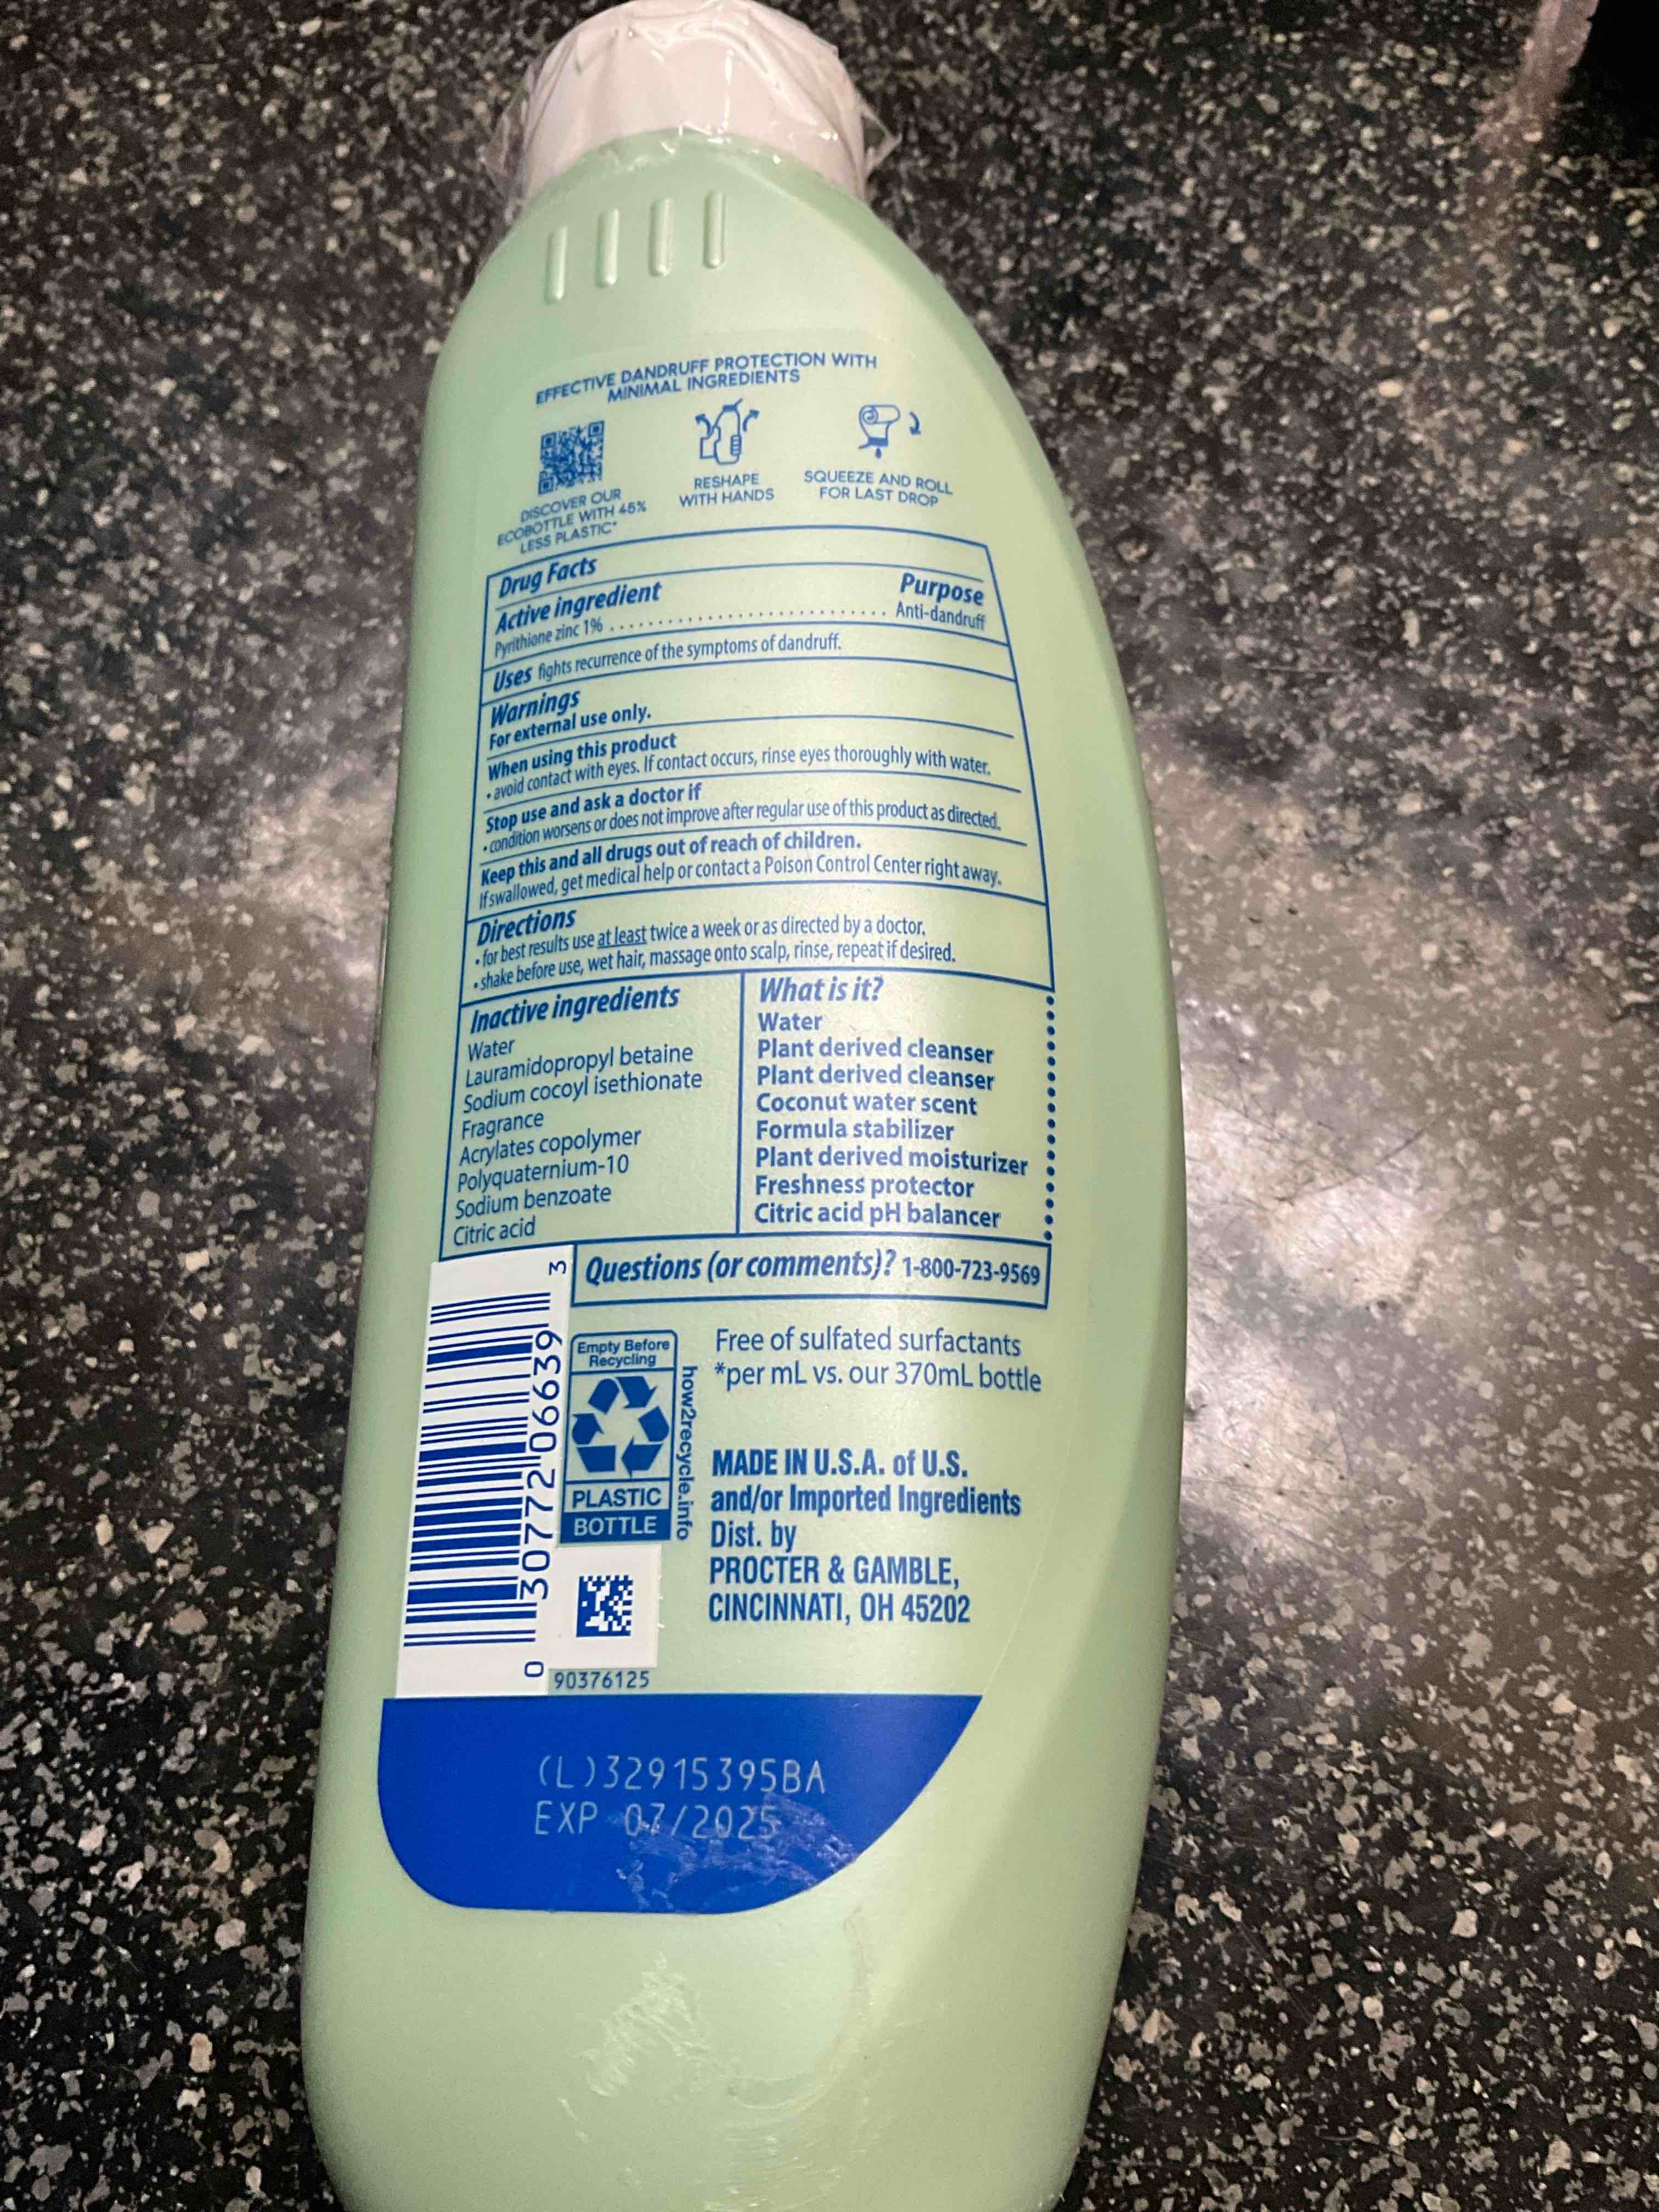 EFFECTIVE DANDRUFF PROTECTION WITH
MINIMAL INGREDIENTS
DISCOVER OUR
ECOBOTTLE WITH 45%
LESS PLASTIC*
RESHAPE
WITH HANDS
SQUEEZE AND ROLL
FOR LAST DROP
Drug Facts
Active ingredient Purpose
Pyrithione zinc 1% . . . . . . . . . . . . . . . . . . . . . . . . . . . . . . . . Anti-dandruff
Uses fights recurrence of the symptoms of dandruff.
Warnings
For external use only.
When using this product
• avoid contact with eyes. If contact occurs, rinse eyes thoroughly with water.
Stop use and ask a doctor if
• condition worsens or does not improve after regular use of this product as directed.
Keep this and all drugs out of reach of children.
If swallowed, get medical help or contact a Poison Control Center right away.
Directions
• for best results use at least twice a week or as directed by a doctor.
• shake before use, wet hair, massage onto scalp, rinse, repeat if desired.
Inactive ingredients
Water
Lauramidopropyl betaine
Sodium cocoyl isethionate
Fragrance
Acrylates copolymer
Polyquaternium-10
Sodium benzoate
Citric acid
What is it?
Water
Plant derived cleanser
Plant derived cleanser
Coconut water scent
Formula stabilizer
Plant derived moisturizer
Freshness protector
Citric acid pH balancer
Questions (or comments)? 1-800-723-9569
0 30772 06639 3
Empty Before
Recycling
PLASTIC
BOTTLE
how2recycle.info
90376125
Free of sulfated surfactants
*per mL vs. our 370mL bottle
MADE IN U.S.A. of U.S.
and/or Imported Ingredients
Dist. by
PROCTER & GAMBLE,
CINCINNATI, OH 45202
(L)32915395BA
EXP 07/2025